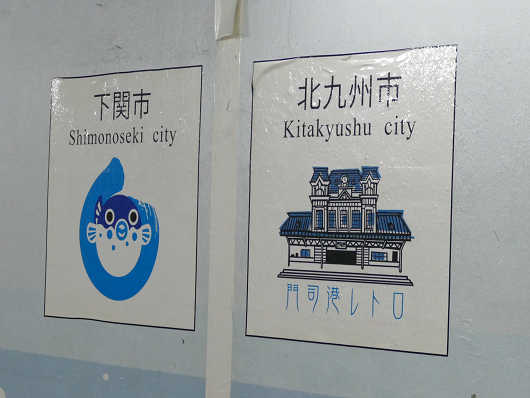 下関市
Shimonoseki city
北九州市
Kitakyushu city
門司港レトロ